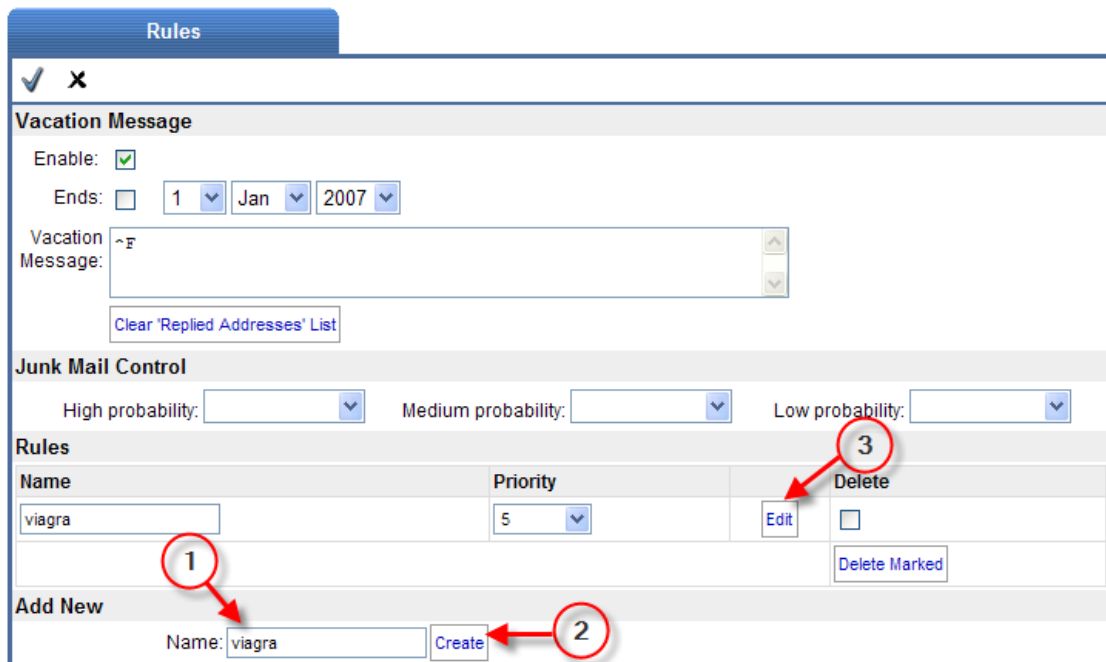 Rules
Vacation Message
Enable:
Ends: 1 Jan 2007
Vacation Message: ^F
Clear 'Replied Addresses' List
Junk Mail Control
High probability: Medium probability: Low probability:
Rules
3
Name Priority Delete
viagra 5 Edit
1
Delete Marked
Add New
Name: viagra Create 2